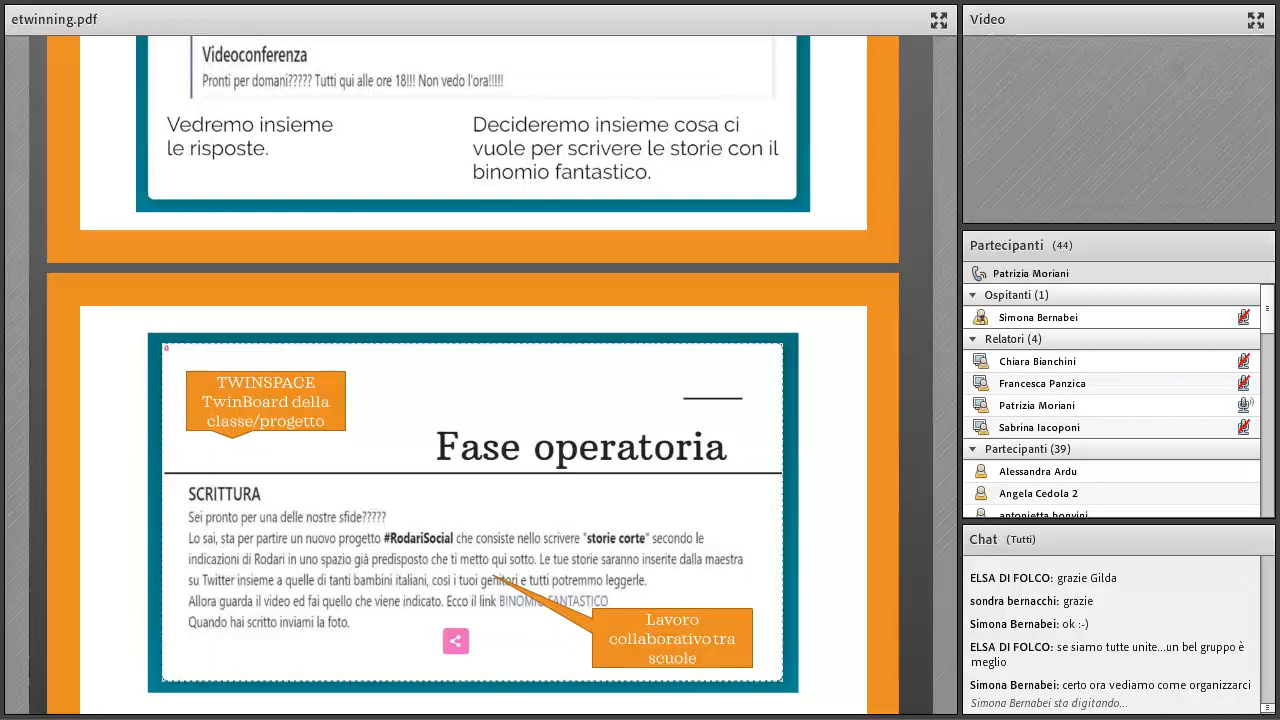 etwinning.pdf
Videoconferenza
Pronti per domani????? Tutti qui alle ore 18!!! Non vedo l'ora!!!!!
Vedremo insieme
le risposte.
Decideremo insieme cosa ci
vuole per scrivere le storie con il
binomio fantastico.
TWINSPACE
TwinBoard della
classe/progetto
Fase operatoria
SCRITTURA
Sei pronto per una delle nostre sfide?????
Lo sai, sta per partire un nuovo progetto #RodariSocial che consiste nello scrivere "storie corte" secondo le
indicazioni di Rodari in uno spazio già predisposto che ti metto qui sotto. Le tue storie saranno inserite dalla maestra
su Twitter insieme a quelle di tanti bambini italiani, così i tuoi genitori e tutti potremmo leggerle.
Allora guarda il video ed fai quello che viene indicato. Ecco il link BINOMIO FANTASTICO
Quando hai scritto inviami la foto.
Lavoro
collaborativo tra
scuole
Video
Partecipanti (44)
Patrizia Moriani
Ospitanti (1)
Simona Bernabei
Relatori (4)
Chiara Bianchini
Francesca Panzica
Patrizia Moriani
Sabrina Iacoponi
Partecipanti (39)
Alessandra Ardu
Angela Cedola 2
antonietta bonvini
Chat (Tutti)
ELSA DI FOLCO: grazie Gilda
sondra bernacchi: grazie
Simona Bernabei: ok :-)
ELSA DI FOLCO: se siamo tutte unite...un bel gruppo è
meglio
Simona Bernabei: certo ora vediamo come organizzarci
Simona Bernabei sta digitando...